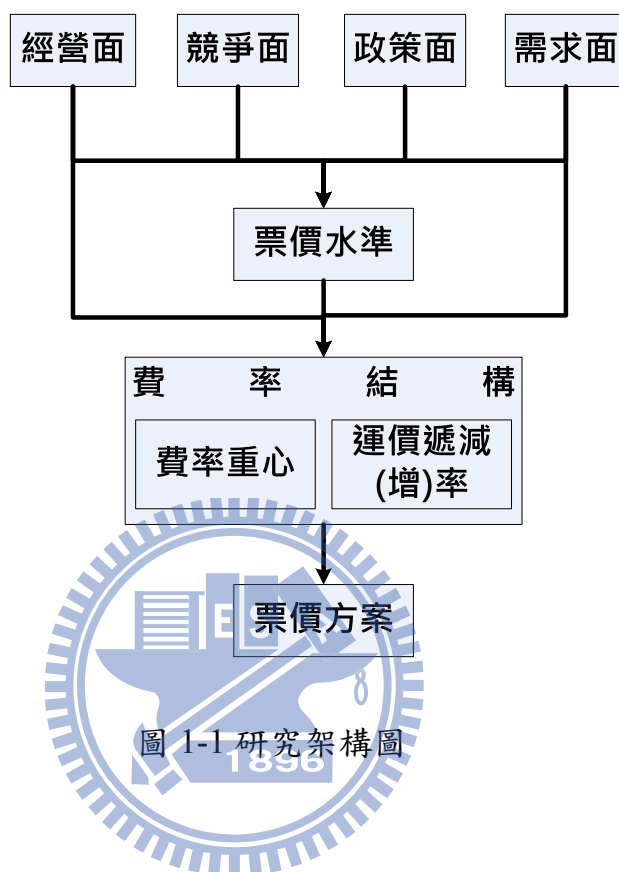 經營面 競爭面 政策面 需求面
票價水準
費 率 結 構
費率重心 運價遞減
(增)率
票價方案
ES
圖 1-1 研究架構圖
1896